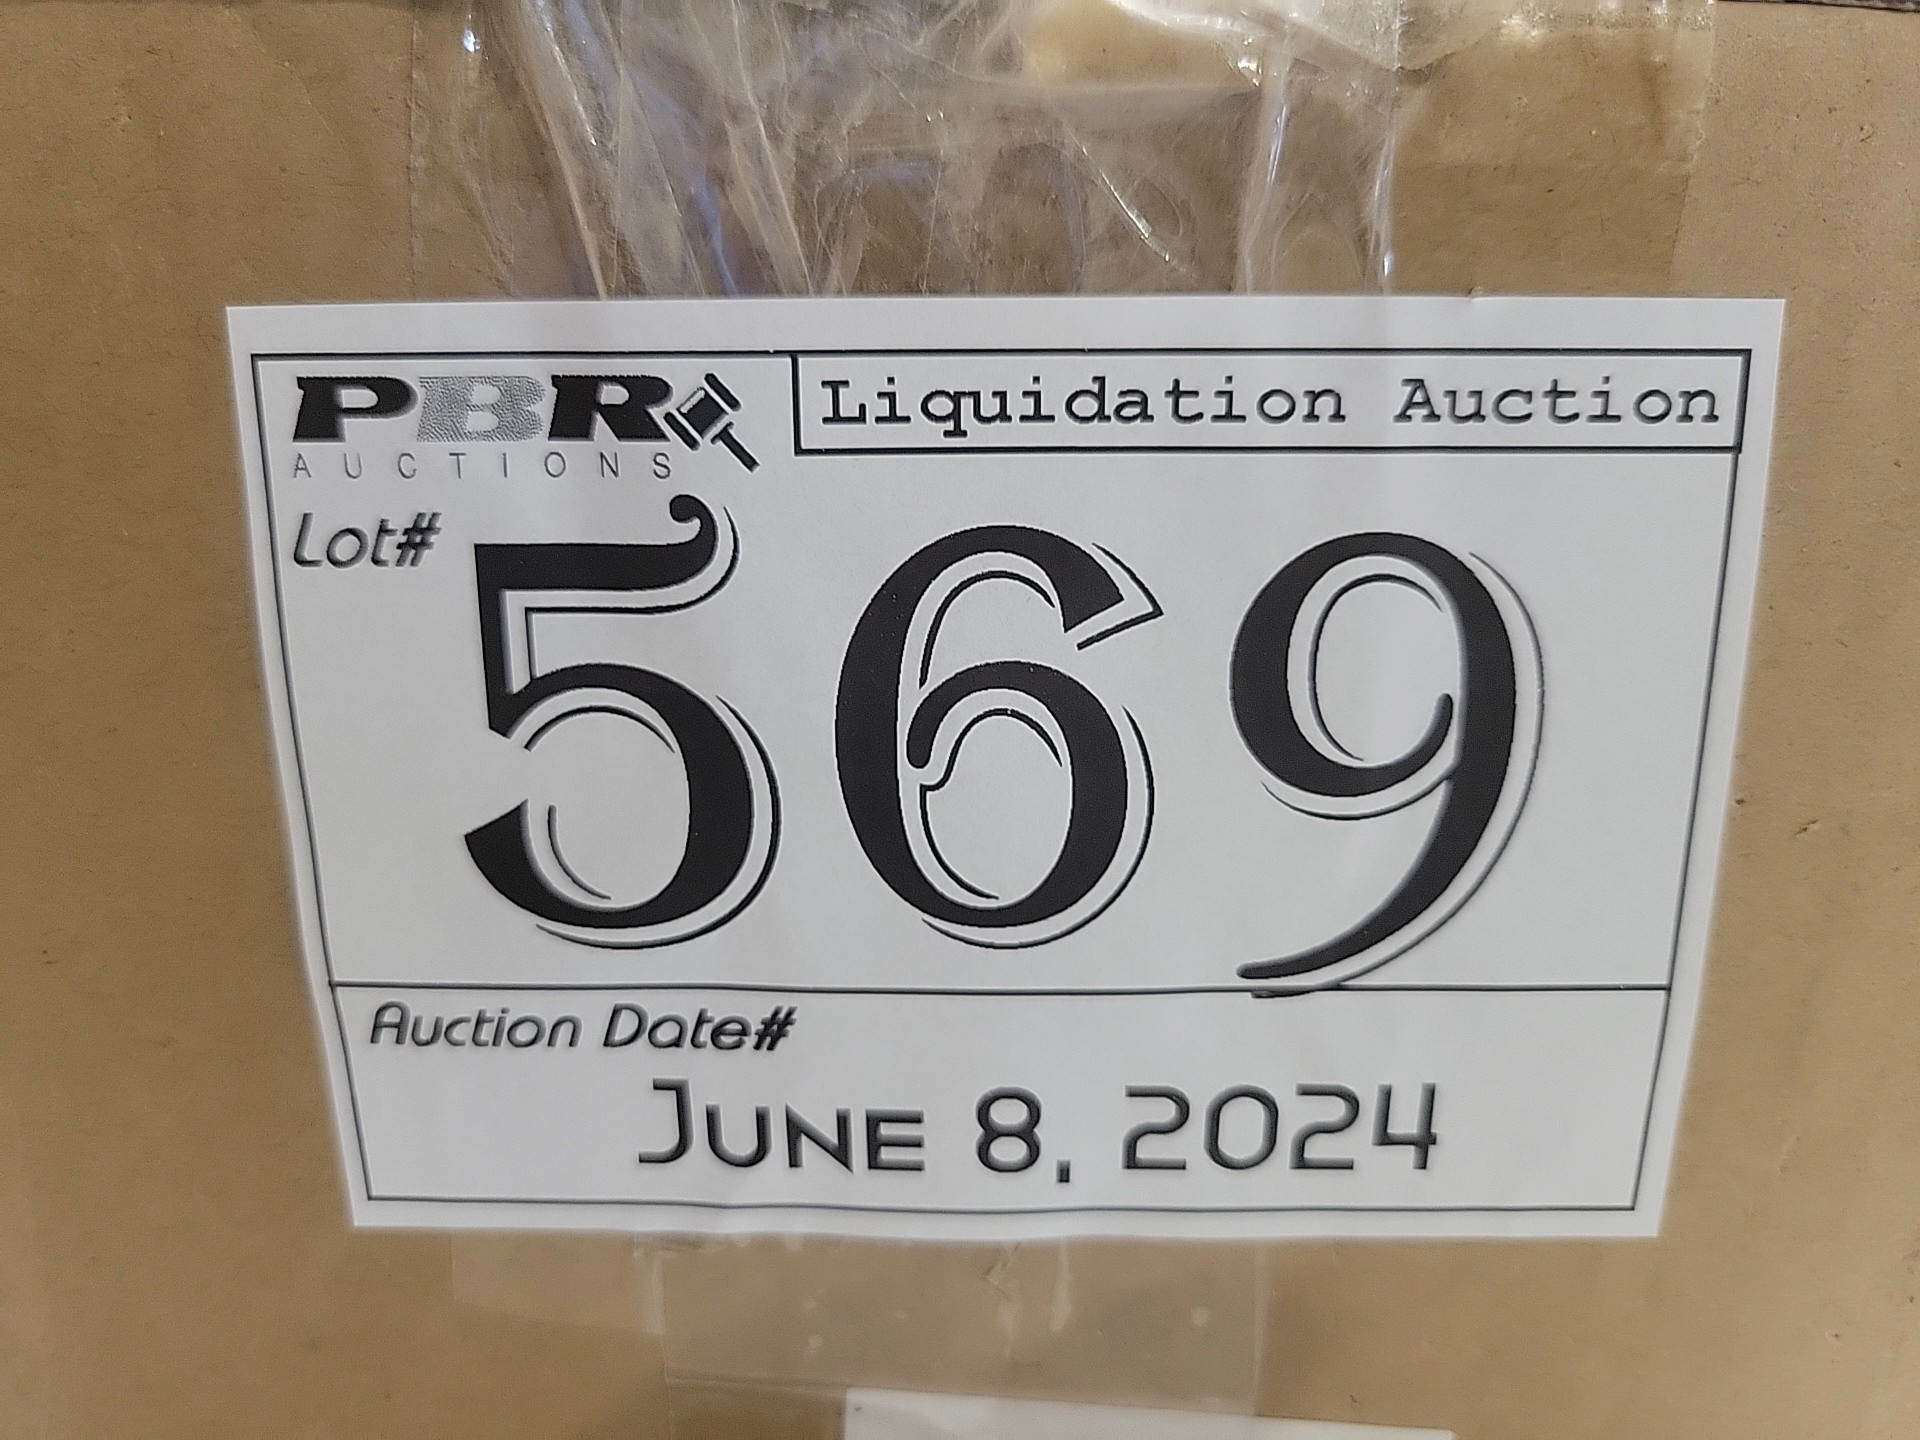 PBR
AUCTIONS
Liquidation Auction
Lot#
569
Auction Date#
JUNE 8, 2024